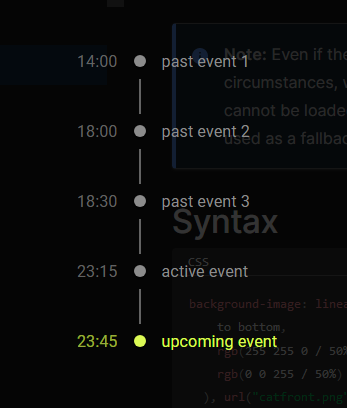 14:00 past event 1
Note: Even if the
circumstances, w
cannot be loade
18:00 past event 2
used as a fallba
18:30 past event 3
Syntax
CSS
23:15 active event
background-image: linea
to bottom,
23:45 upcoming event
rgb(255 255 0 / 50%
rgb(0 0 255 / 50%)
), url("catfront.png"